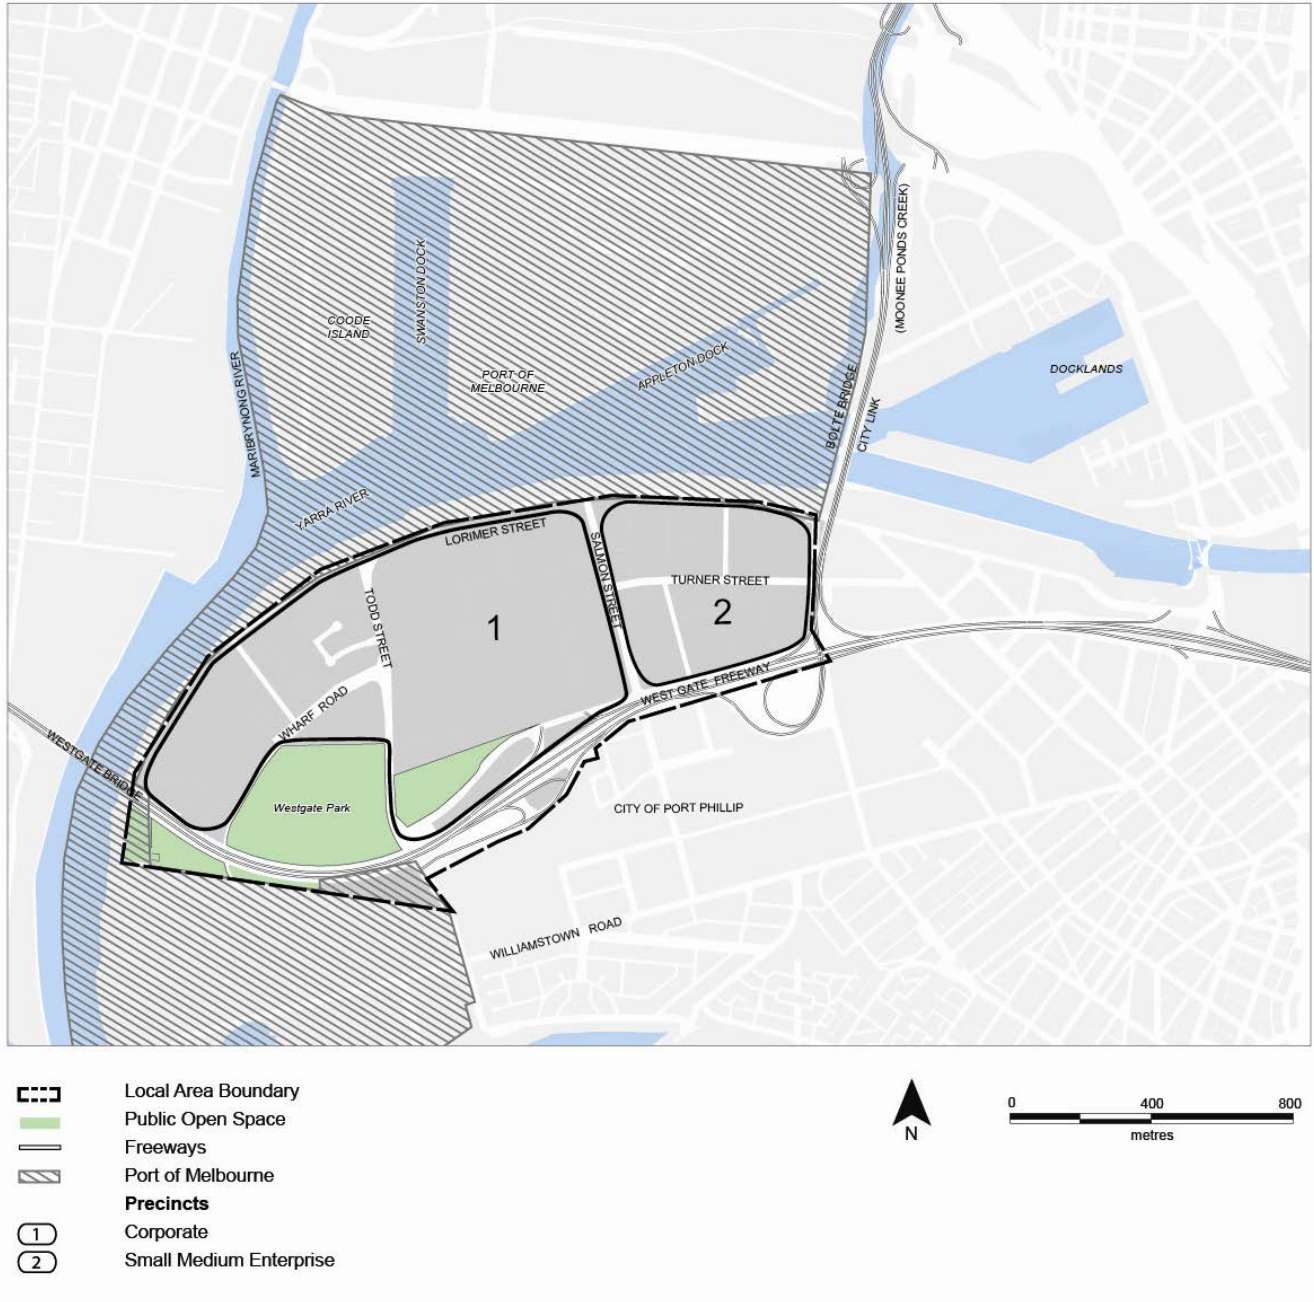 (MOONEE PONDS CREEK)
SWANSTON DOCK
COODE
ISLAND
PORT OF
MELBOURNE
APPLETON DOCK
DOCKLANDS
MARIBRYNONG RIVER
BOLTE BRIDGE
CITY LINK
YARRA RIVER
LORIMER STREET
SALMON STREET
TURNER STREET
TODD STREET
1
2
WEST GATE FREEWAY
WHARF ROAD
WESTGATE BRIDGE
Westgate Park
CITY OF PORT PHILLIP
WILLIAMSTOWN ROAD
Local Area Boundary
Public Open Space
Freeways
Port of Melbourne
Precincts
1 Corporate
2 Small Medium Enterprise
N
0 400 800
metres